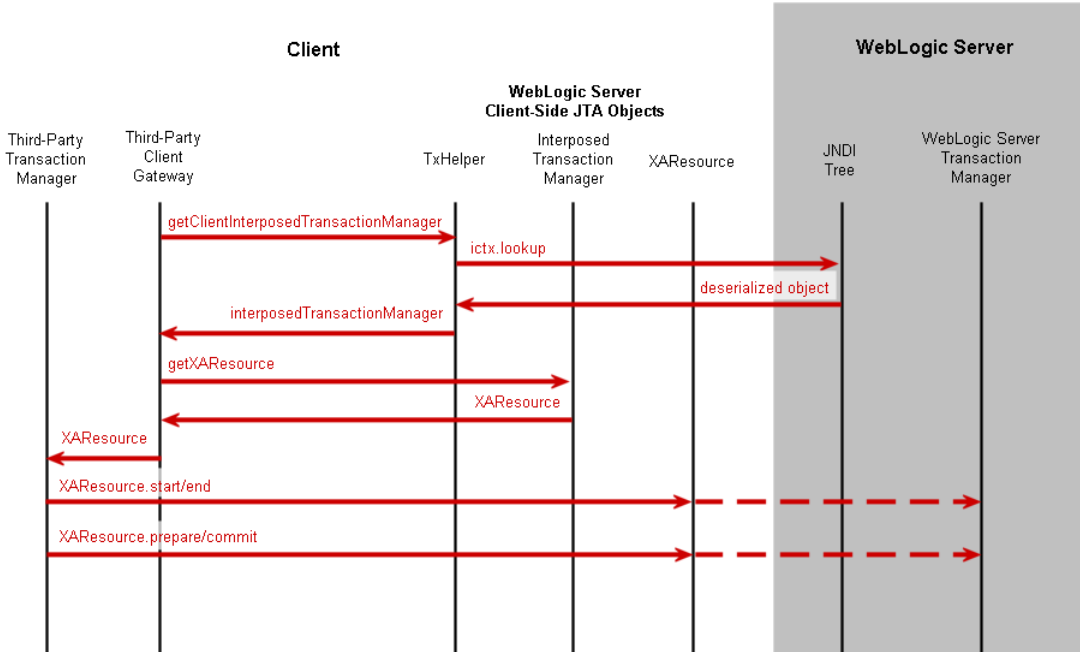 Client
WebLogic Server
WebLogic Server
Client-Side JTA Objects
Third-Party
Transaction
Manager
Third-Party
Client
Gateway
TxHelper
Interposed
Transaction
Manager
XAResource
JNDI
Tree
WebLogic Server
Transaction
Manager
getClientInterposedTransactionManager
ictx.lookup
deserialized object
interposedTransactionManager
getXAResource
XAResource
XAResource
XAResource.start/end
XAResource.prepare/commit